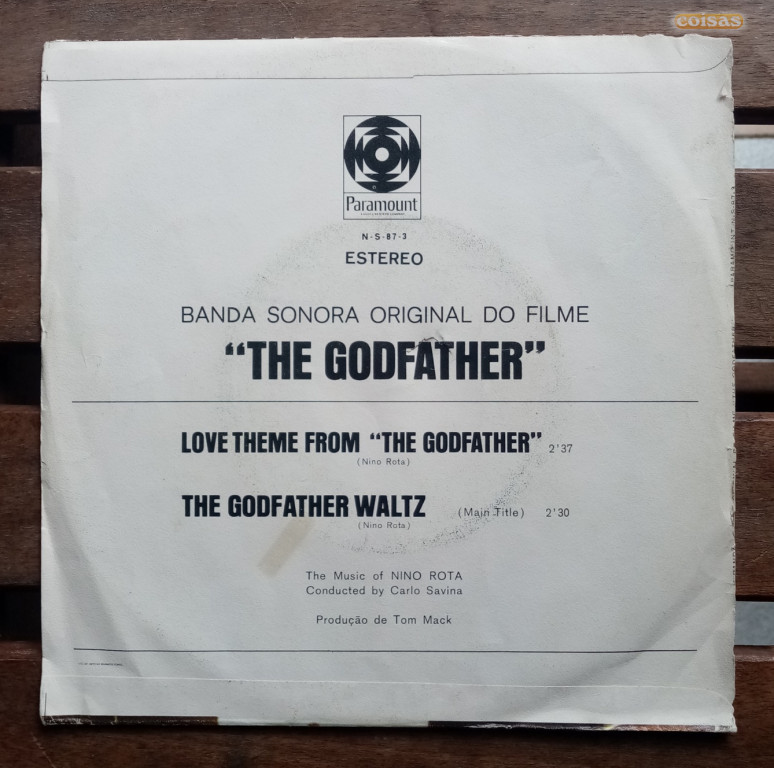 coisas
Paramount
N-S-87-3
ESTEREO
BANDA SONORA ORIGINAL DO FILME
“THE GODFATHER”
LOVE THEME FROM “THE GODFATHER” 2'37
(Nino Rota)
THE GODFATHER WALTZ (Main Title) 2'30
(Nino Rota)
The Music of NINO ROTA
Conducted by Carlo Savina
Produção de Tom Mack